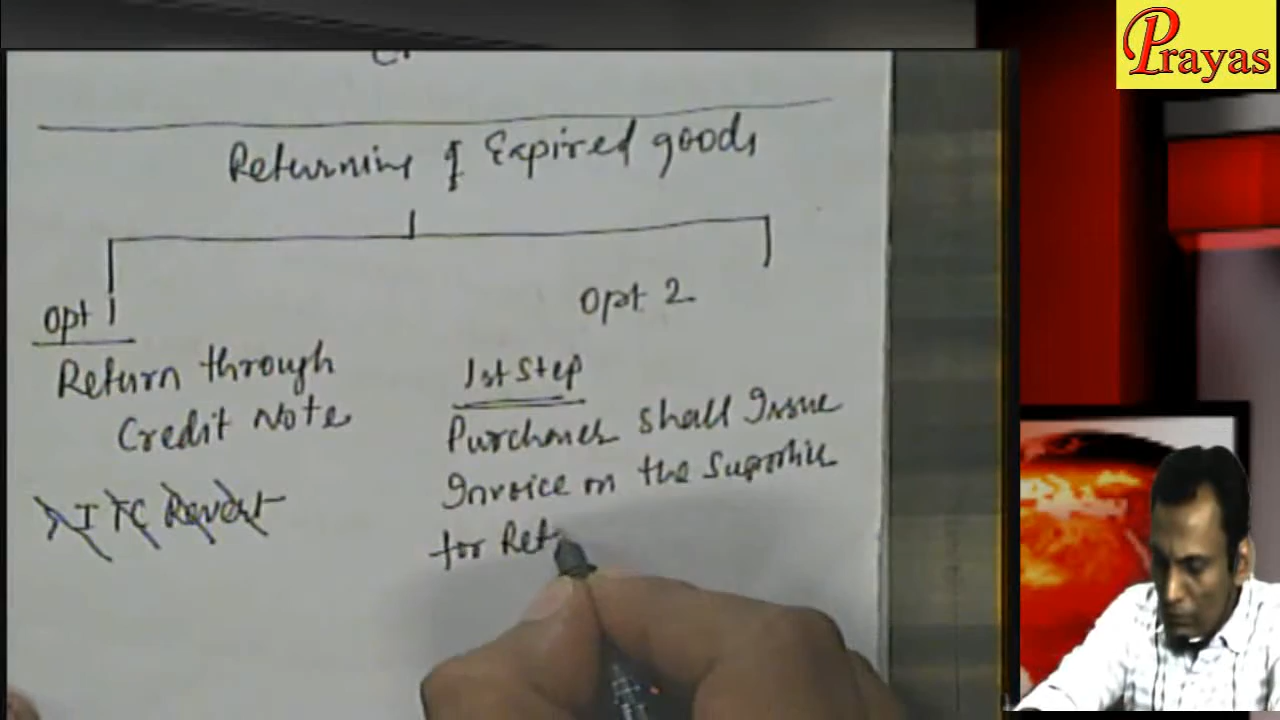 Prayas
Returning of Expired goods
Opt 1
Return through
Credit Note
ITC Revert
Opt 2
1st Step
Purchaser shall Issue
Invoice on the
for Ret